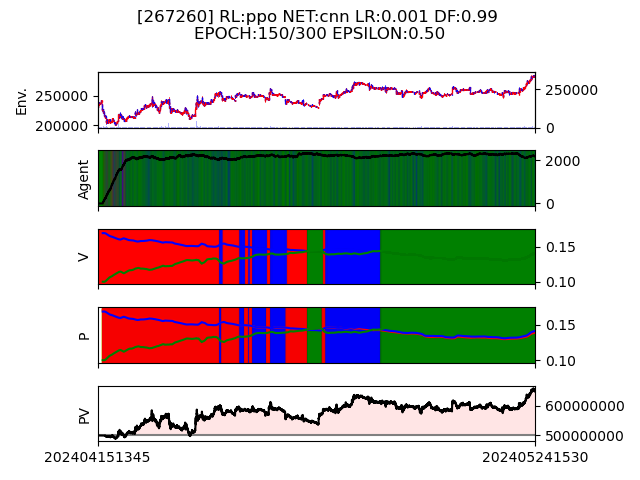 [267260] RL:ppo NET:cnn LR:0.001 DF:0.99
EPOCH:150/300 EPSILON:0.50
Env.
250000
200000
250000
0
Agent
2000
0
V
0.15
0.10
P
0.15
0.10
PV
600000000
500000000
202404151345
202405241530